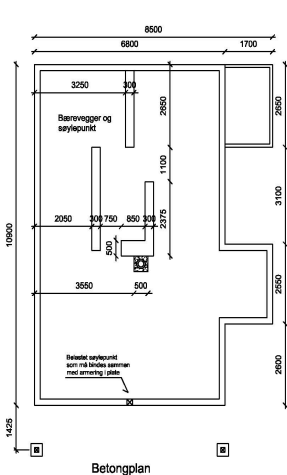 8500
6800 1700
3250 300
2650
2650
Bærevegger og
søylepunkt
1100
3100
10900
2050 300 750 850 300
2375
500
2550
3550 500
2600
Belastet søylepunkt
som må bindes sammen
med armering i plate
1425
Betongplan